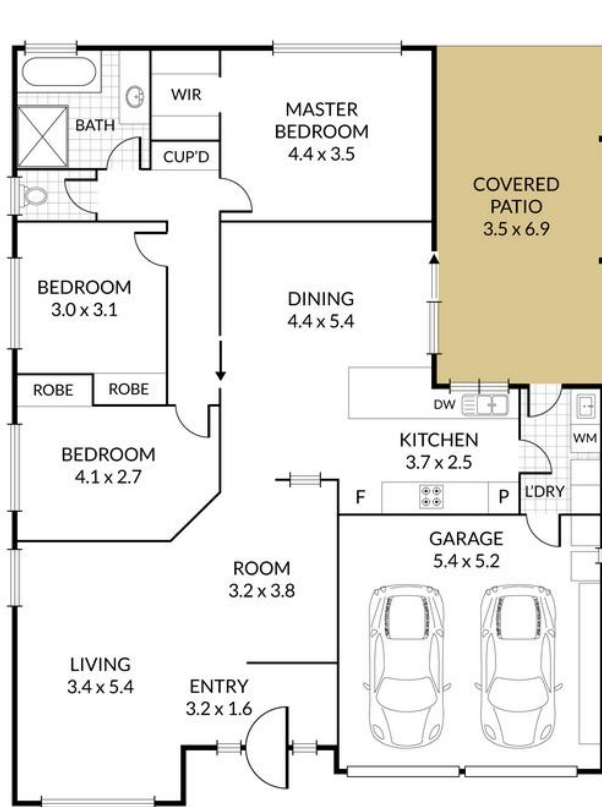 BATH
WIR
CUP'D
MASTER
BEDROOM
4.4 x 3.5
COVERED
PATIO
3.5 x 6.9
BEDROOM
3.0 x 3.1
DINING
4.4 x 5.4
ROBE
ROBE
BEDROOM
4.1 x 2.7
DW
KITCHEN
3.7 x 2.5
WM
F
P
L'DRY
GARAGE
5.4 x 5.2
ROOM
3.2 x 3.8
LIVING
3.4 x 5.4
ENTRY
3.2 x 1.6